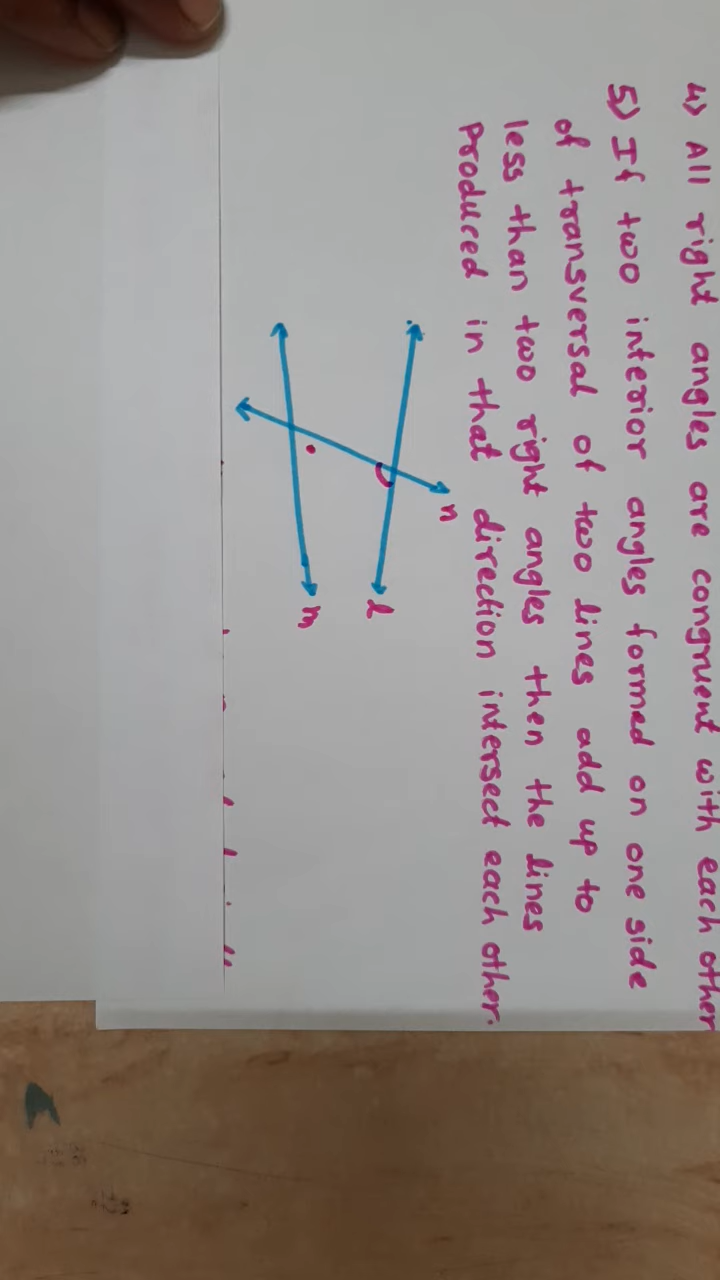 4) All right angles are congruent with each other
5) If two interior angles formed on one side
of transversal of two lines add up to
less than two right angles then the lines
produced in that direction intersect each other.
n
l
m